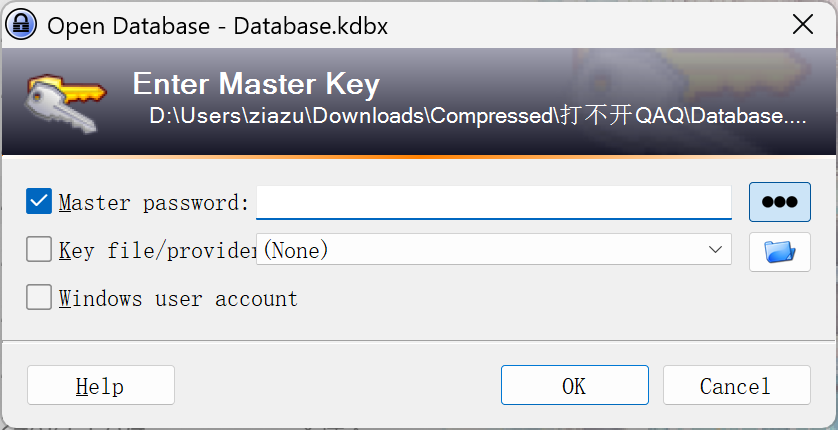 Open Database - Database.kdbx
Enter Master Key
D:\Users\ziazu\Downloads\Compressed\打不开QAQ\Database....
Master password:
Key file/provider
(None)
Windows user account
Help
OK
Cancel